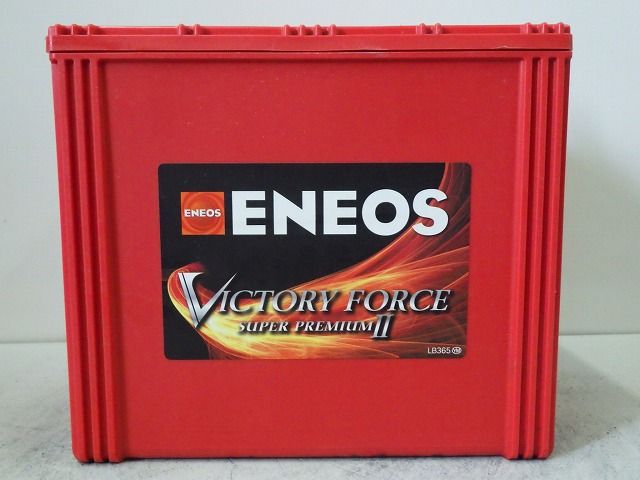 ENEOS
ENEOS
VICTORY FORCE
SUPER PREMIUM II
LB365